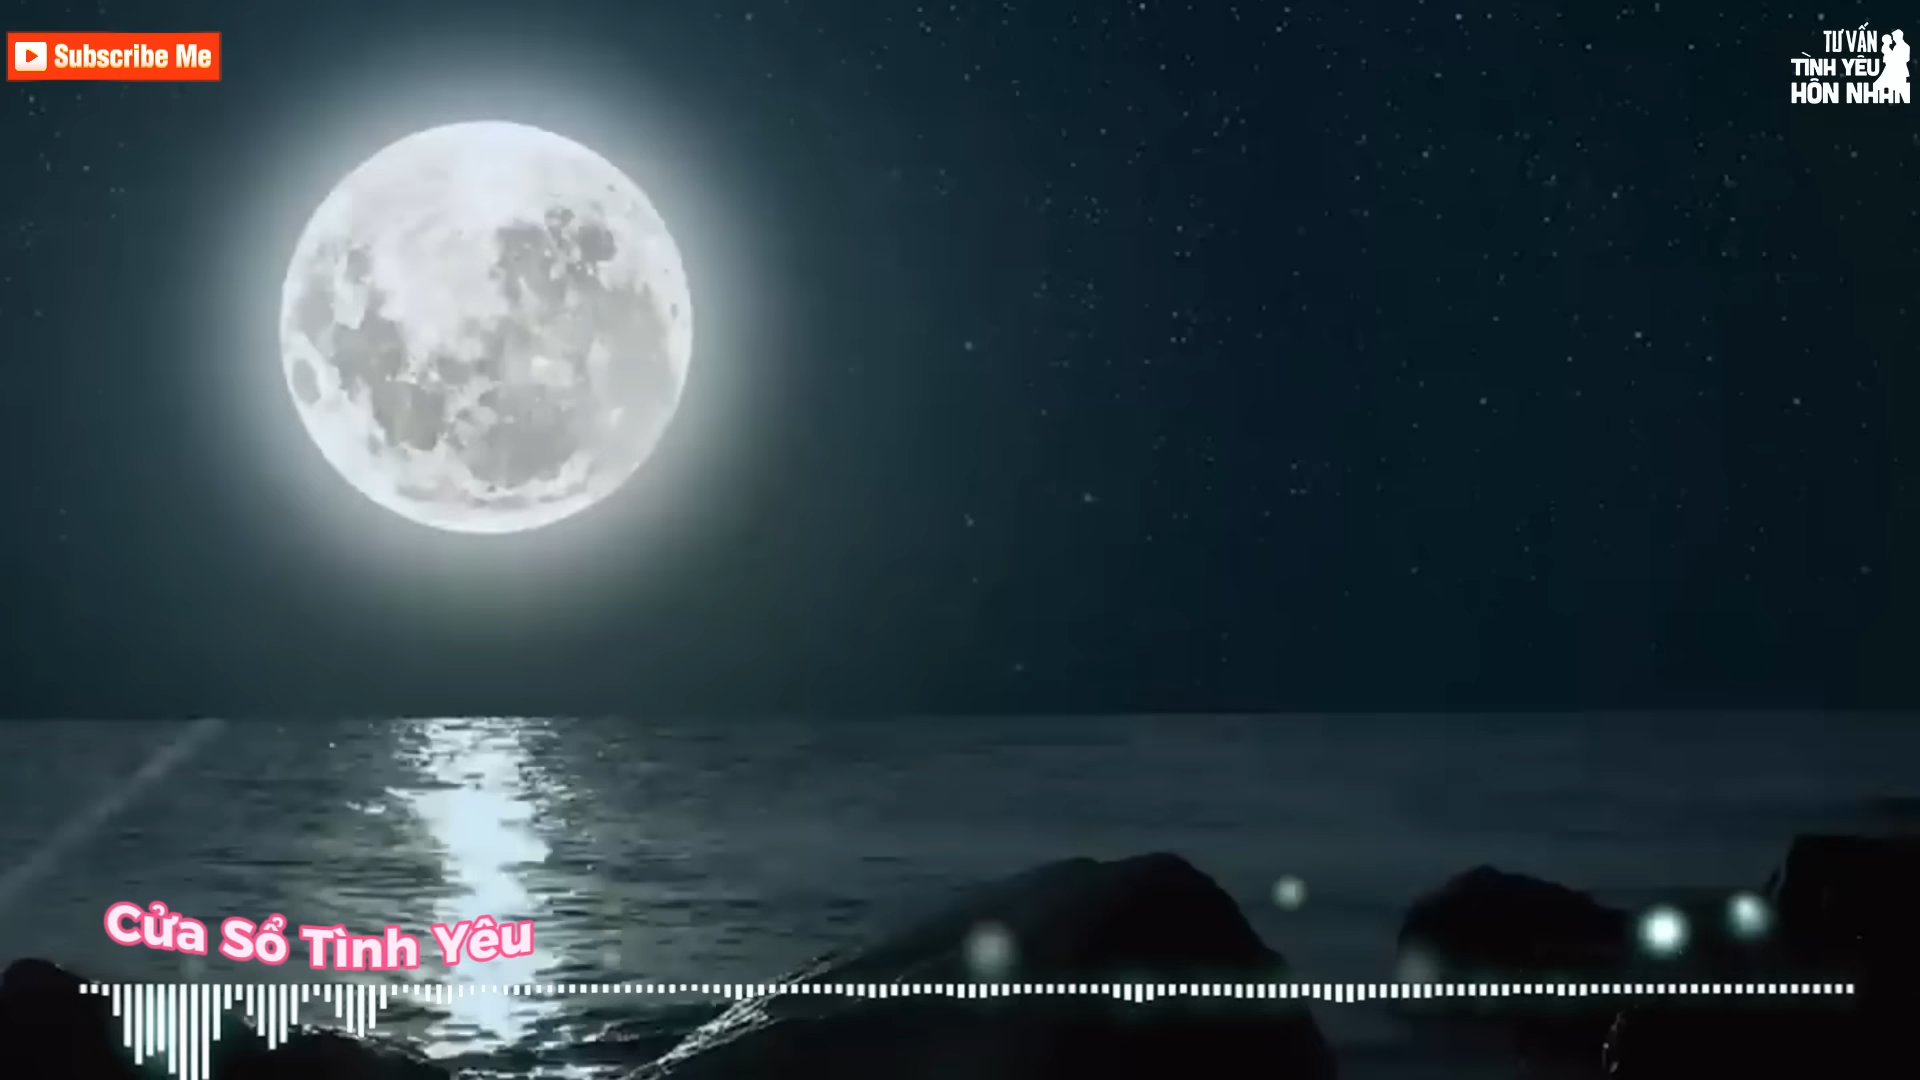 Subscribe Me
TƯ VẤN
TÌNH YÊU
HÔN NHÂN
Cửa Sổ Tình Yêu